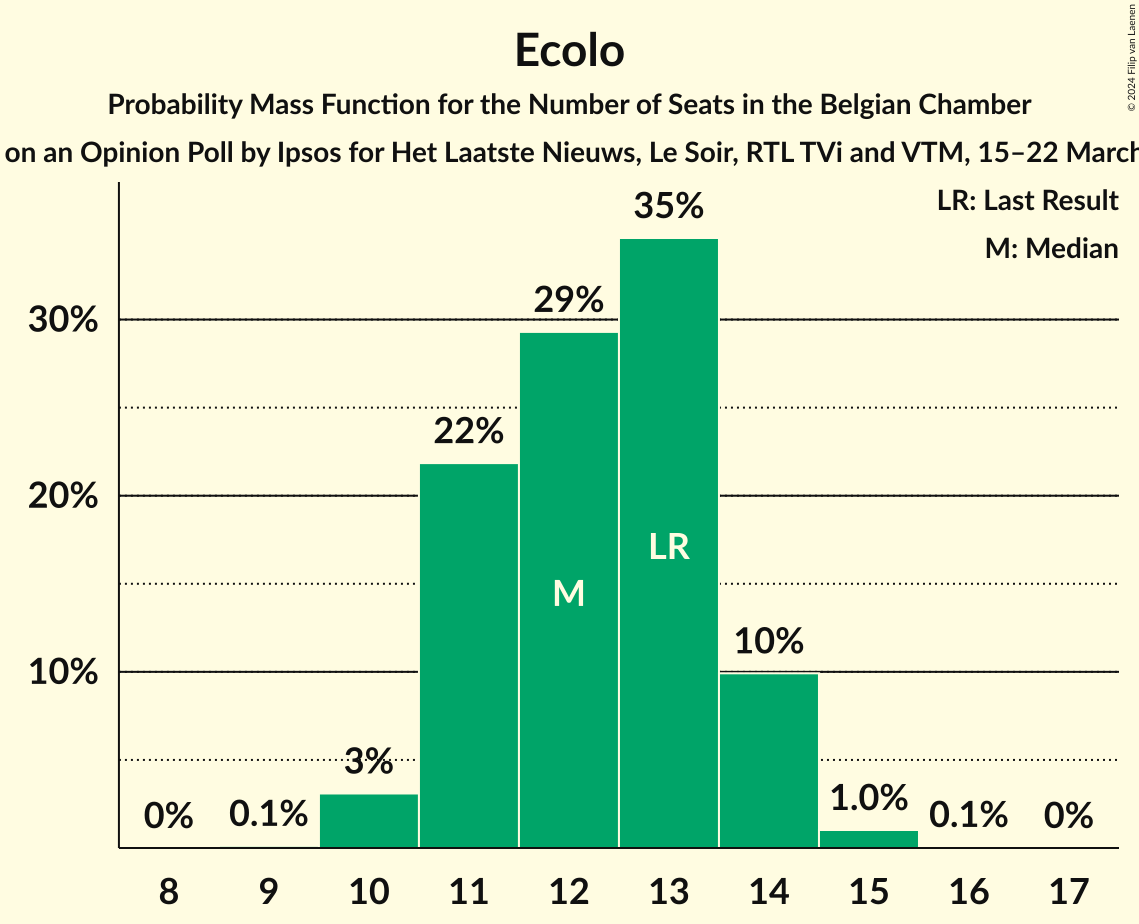 Ecolo
Probability Mass Function for the Number of Seats in the Belgian Chamber
on an Opinion Poll by Ipsos for Het Laatste Nieuws, Le Soir, RTL TVi and VTM, 15–22 March
© 2024 Filip van Laenen
LR: Last Result
M: Median
35%
29%
22%
10%
3%
1.0%
0%
0.1%
0.1%
0%
LR
M
30%
20%
10%
8 9 10 11 12 13 14 15 16 17